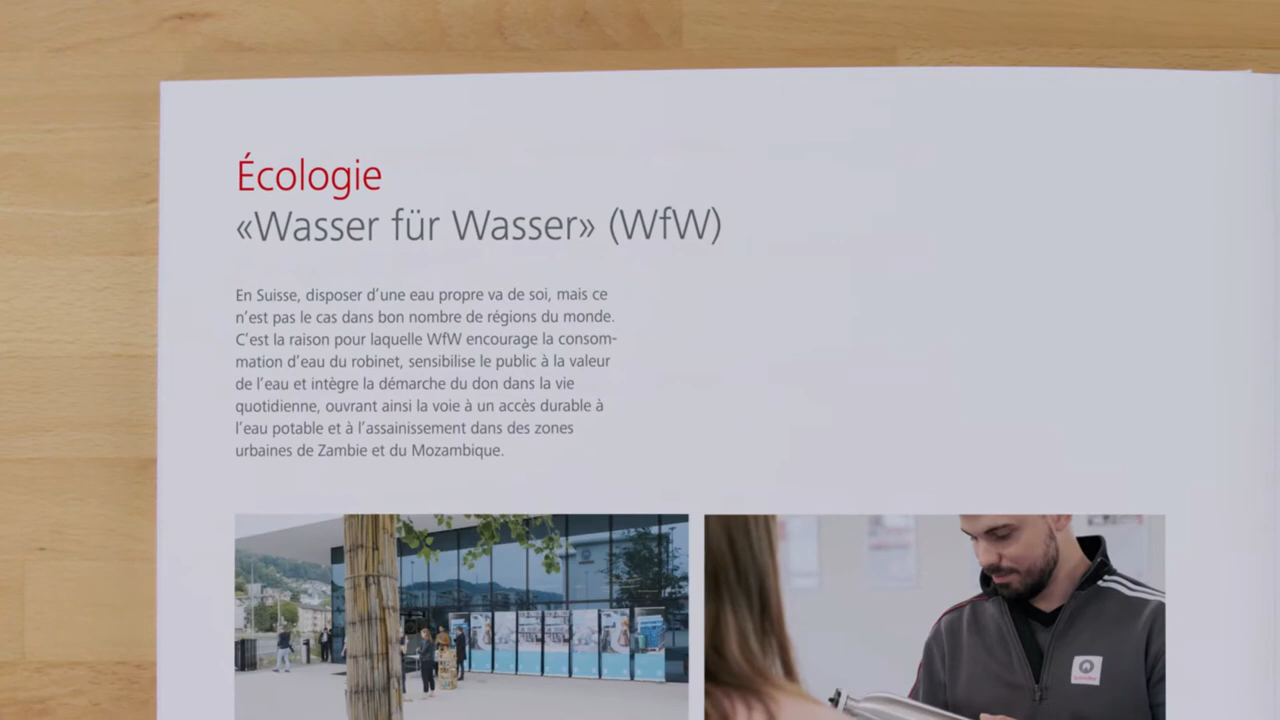 Écologie
«Wasser für Wasser» (WfW)
En Suisse, disposer d’une eau propre va de soi, mais ce
n’est pas le cas dans bon nombre de régions du monde.
C’est la raison pour laquelle WfW encourage la consom-
mation d’eau du robinet, sensibilise le public à la valeur
de l’eau et intègre la démarche du don dans la vie
quotidienne, ouvrant ainsi la voie à un accès durable à
l’eau potable et à l’assainissement dans des zones
urbaines de Zambie et du Mozambique.